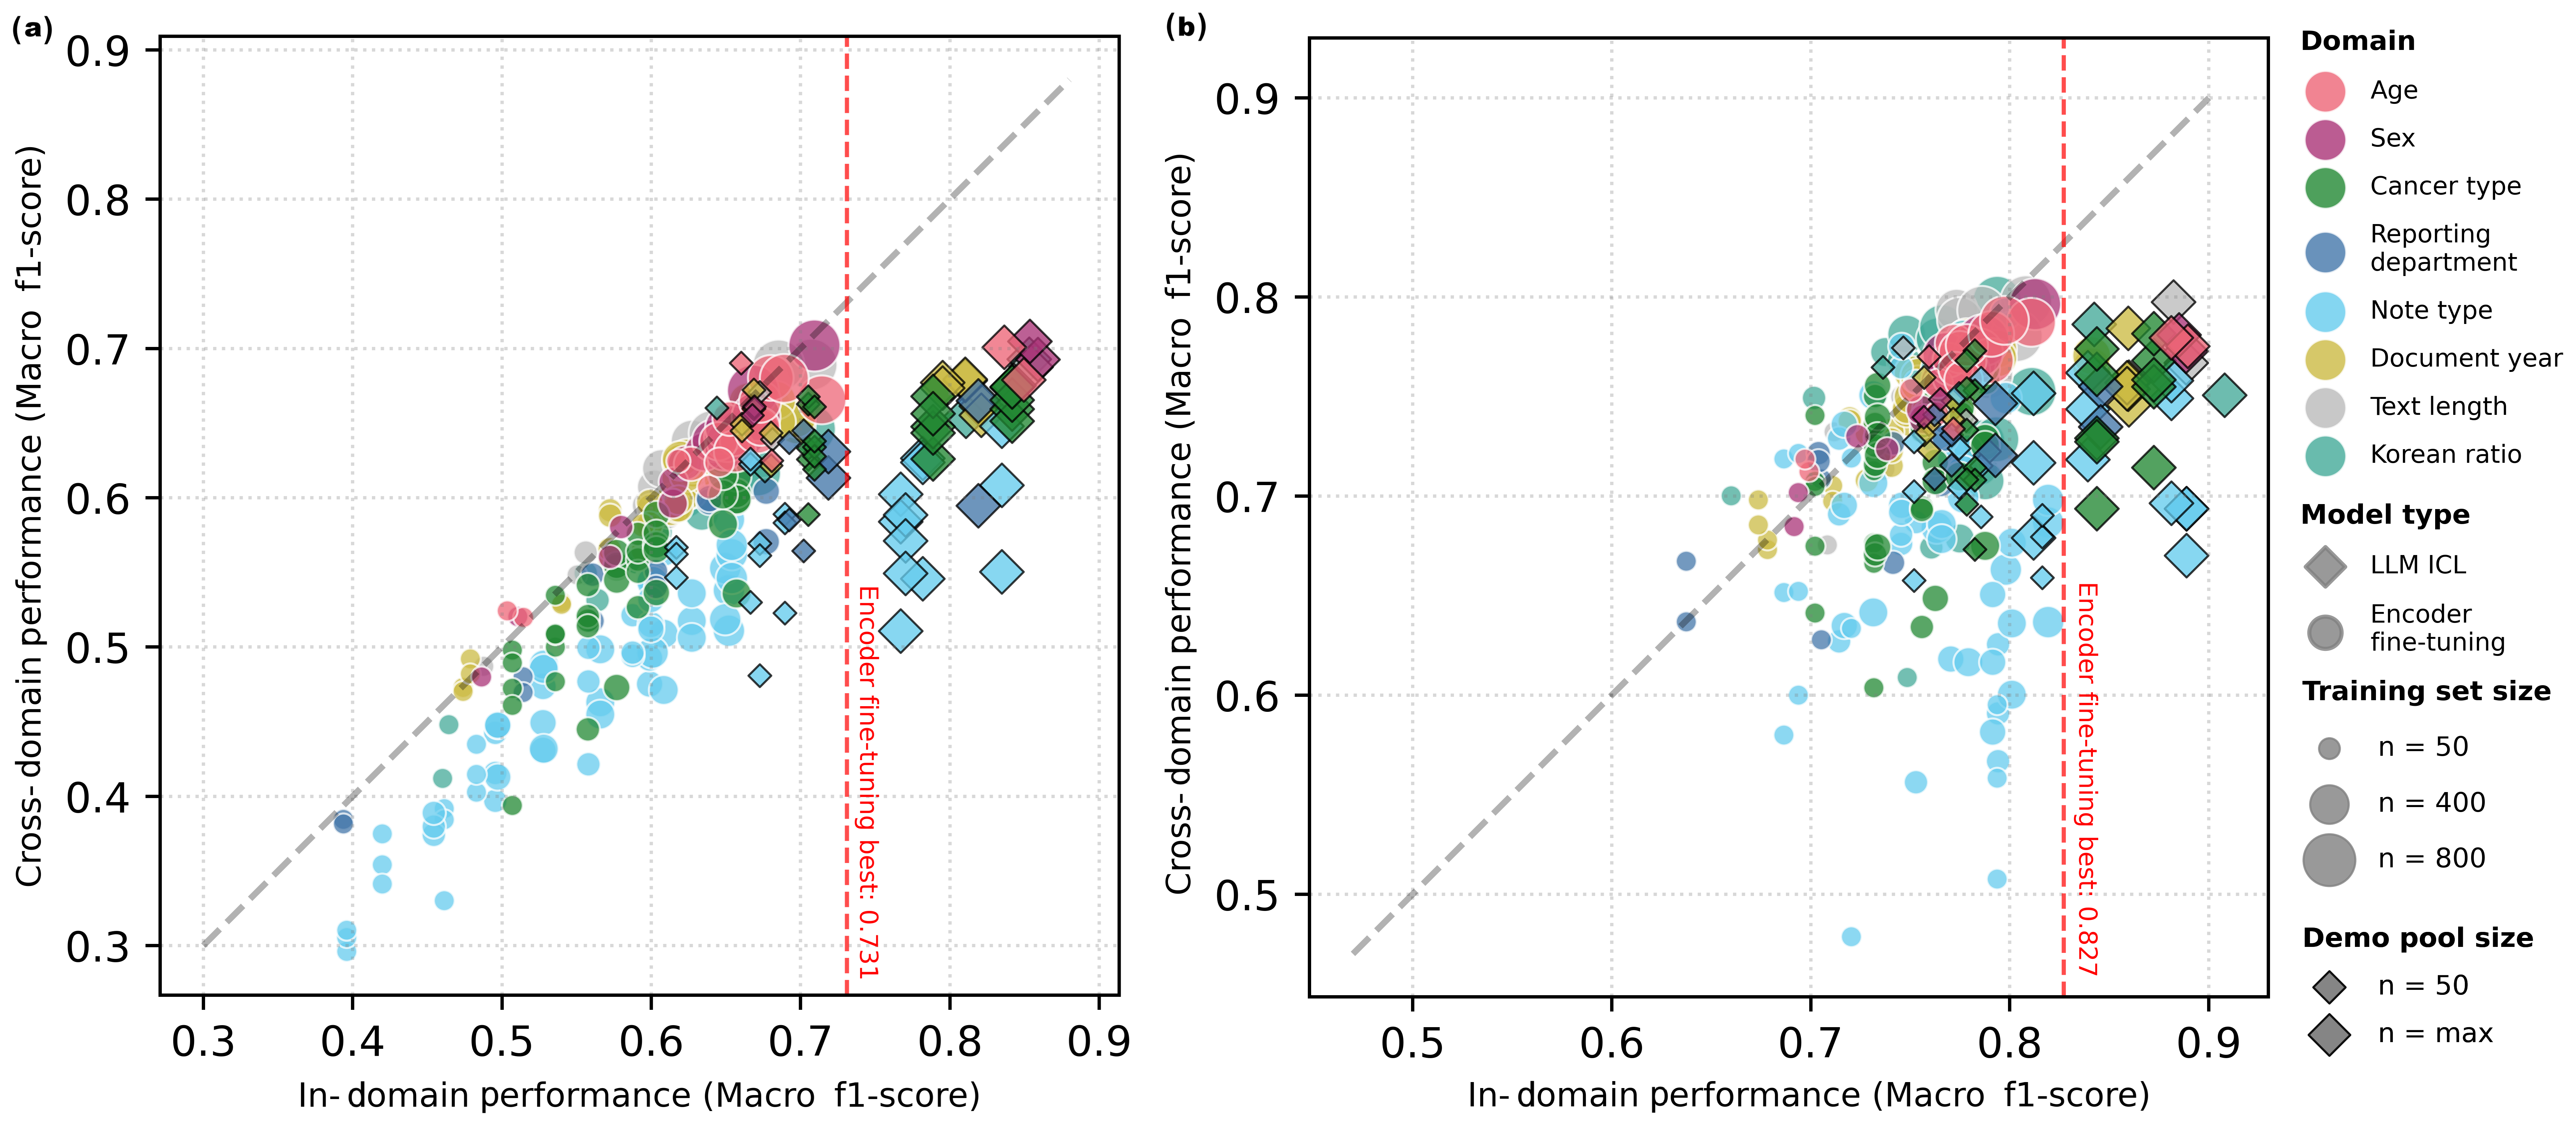 (a)
0.9
0.8
0.7
0.6
0.5
0.4
0.3
Cross-domain performance (Macro f1-score)
0.3 0.4 0.5 0.6 0.7 0.8 0.9
In-domain performance (Macro f1-score)
Encoder fine-tuning best: 0.731
(b)
0.9
0.8
0.7
0.6
0.5
Cross-domain performance (Macro f1-score)
0.5 0.6 0.7 0.8 0.9
In-domain performance (Macro f1-score)
Encoder fine-tuning best: 0.827
Domain
Age
Sex
Cancer type
Reporting
department
Note type
Document year
Text length
Korean ratio
Model type
LLM ICL
Encoder
fine-tuning
Training set size
n = 50
n = 400
n = 800
Demo pool size
n = 50
n = max